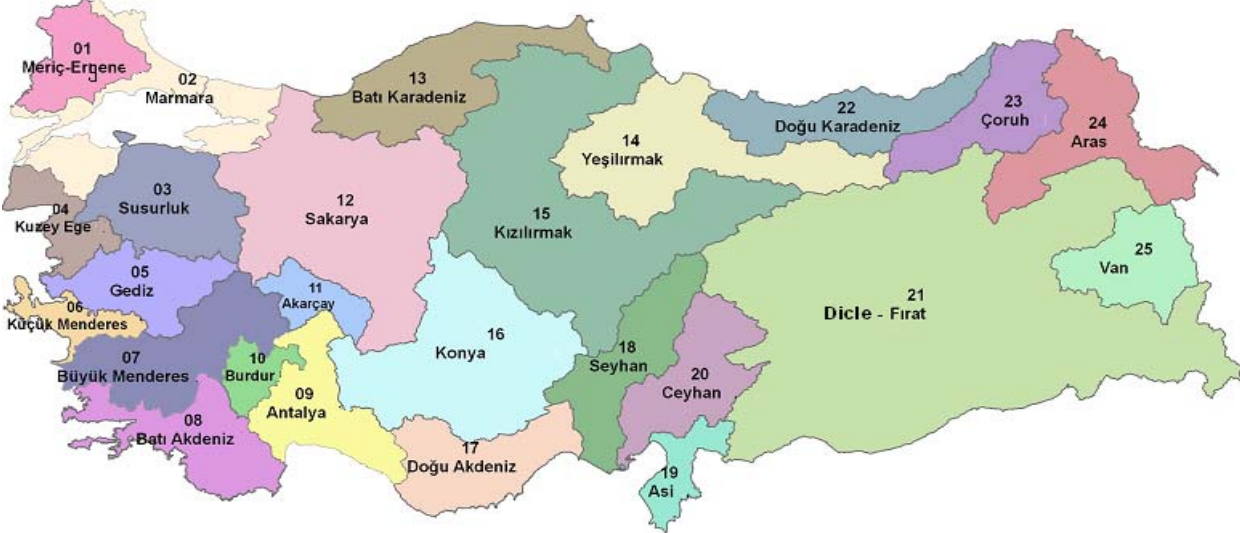 01
Meriç-Ergene
02
Marmara
03
Susurluk
04
Kuzey Ege
05
Gediz
06
Küçük Menderes
07
Büyük Menderes
08
Batı Akdeniz
09
Antalya
10
Burdur
11
Akarçay
12
Sakarya
13
Batı Karadeniz
14
Yeşilırmak
15
Kızılırmak
16
Konya
17
Doğu Akdeniz
18
Seyhan
19
Asi
20
Ceyhan
21
Dicle - Fırat
22
Doğu Karadeniz
23
Çoruh
24
Aras
25
Van